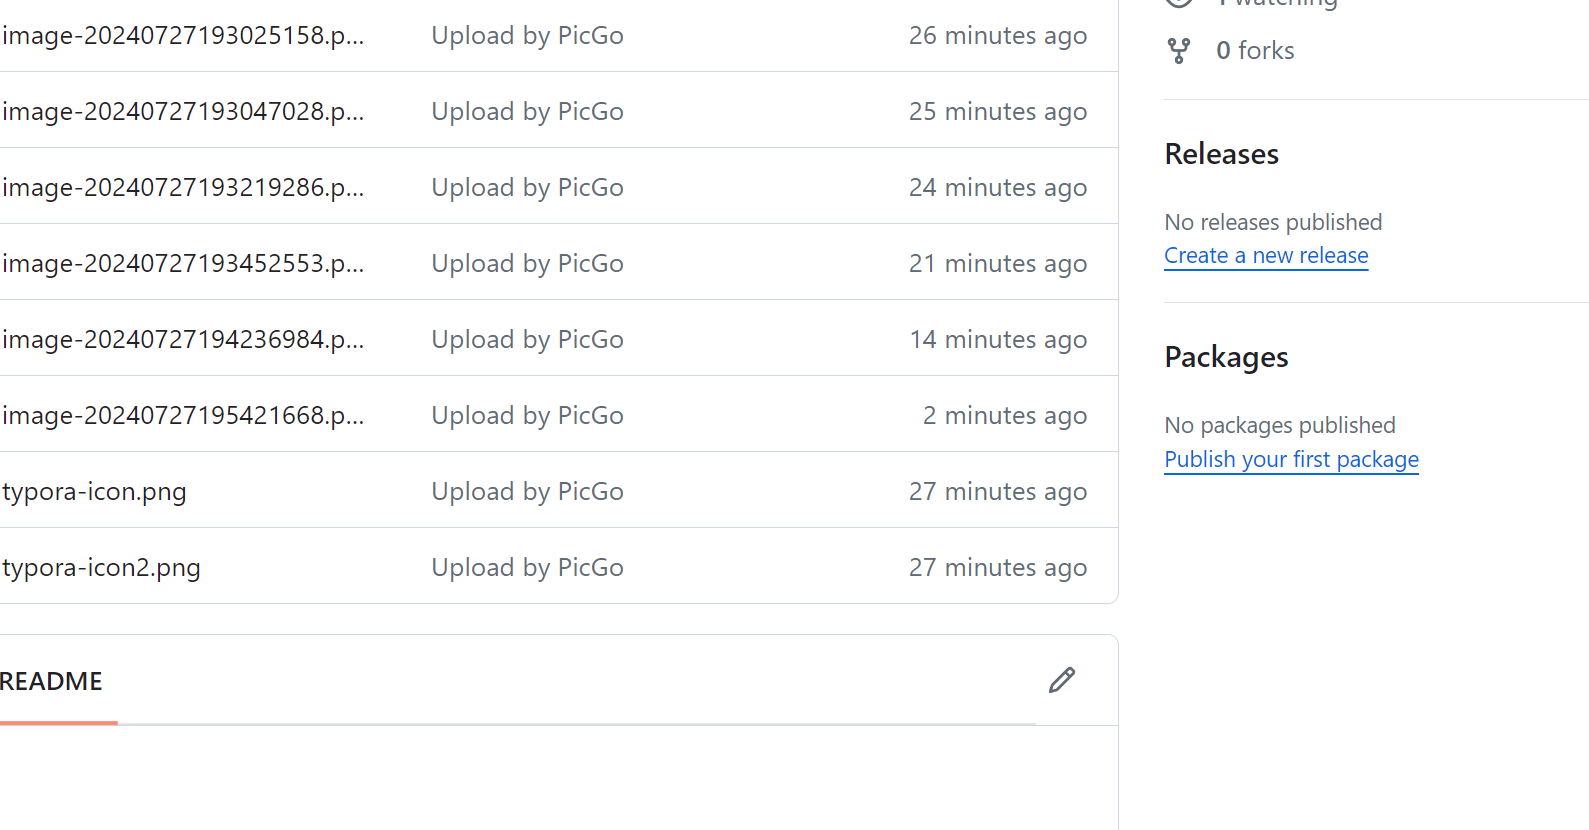 image-20240727193025158.p... Upload by PicGo 26 minutes ago
image-20240727193047028.p... Upload by PicGo 25 minutes ago
image-20240727193219286.p... Upload by PicGo 24 minutes ago
image-20240727193452553.p... Upload by PicGo 21 minutes ago
image-20240727194236984.p... Upload by PicGo 14 minutes ago
image-20240727195421668.p... Upload by PicGo 2 minutes ago
typora-icon.png Upload by PicGo 27 minutes ago
typora-icon2.png Upload by PicGo 27 minutes ago
README
1 watching
0 forks
Releases
No releases published
Create a new release
Packages
No packages published
Publish your first package